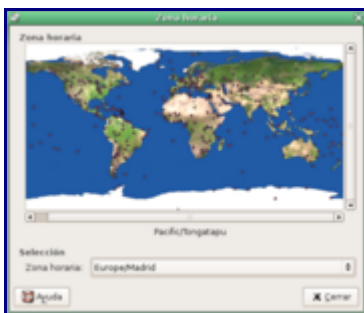 Zona horaria
Zona horaria
Pacific/Tongatapu
Selección
Zona horaria: Europe/Madrid
Ayuda
Cerrar